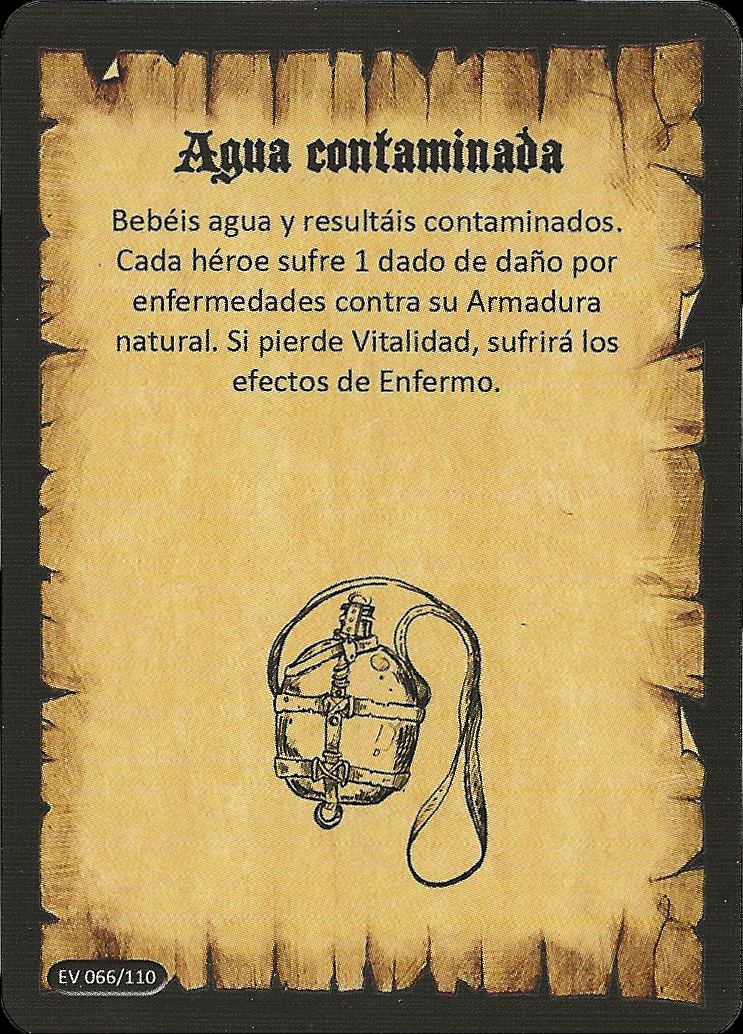 Agua contaminada
Bebéis agua y resultáis contaminados.
Cada héroe sufre 1 dado de daño por
enfermedades contra su Armadura
natural. Si pierde Vitalidad, sufrirá los
efectos de Enfermo.
EV 066/110